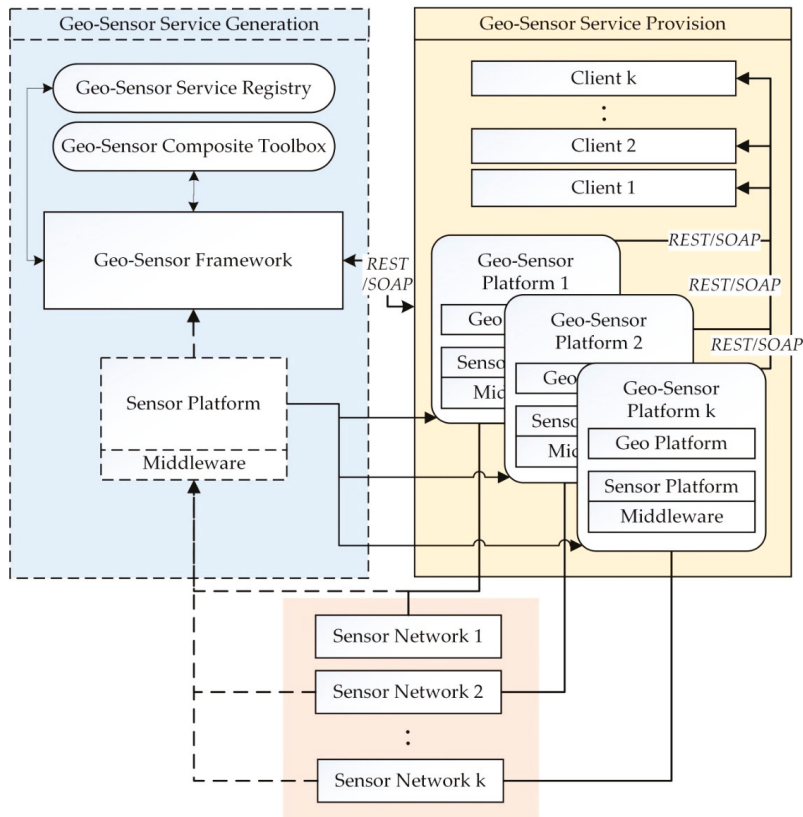 Geo-Sensor Service Generation
Geo-Sensor Service Registry
Geo-Sensor Composite Toolbox
Geo-Sensor Framework
Sensor Platform
Middleware
REST
/SOAP
Geo-Sensor Service Provision
Client k
:
Client 2
Client 1
REST/SOAP
REST/SOAP
REST/SOAP
Geo-Sensor
Platform 1
Geo
Sensor
Mid
Geo-Sensor
Platform 2
Geo
Senso
Mi
Geo-Sensor
Platform k
Geo Platform
Sensor Platform
Middleware
Sensor Network 1
Sensor Network 2
:
Sensor Network k